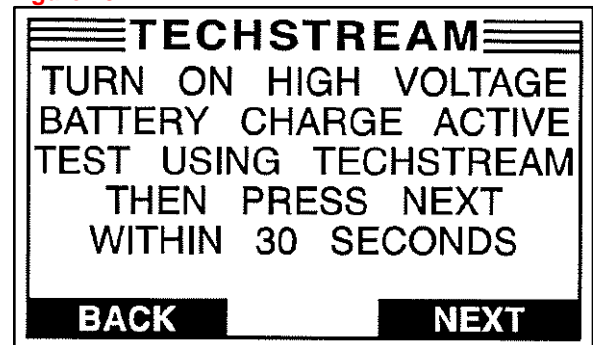 TECHSTREAM
TURN ON HIGH VOLTAGE
BATTERY CHARGE ACTIVE
TEST USING TECHSTREAM
THEN PRESS NEXT
WITHIN 30 SECONDS
BACK NEXT